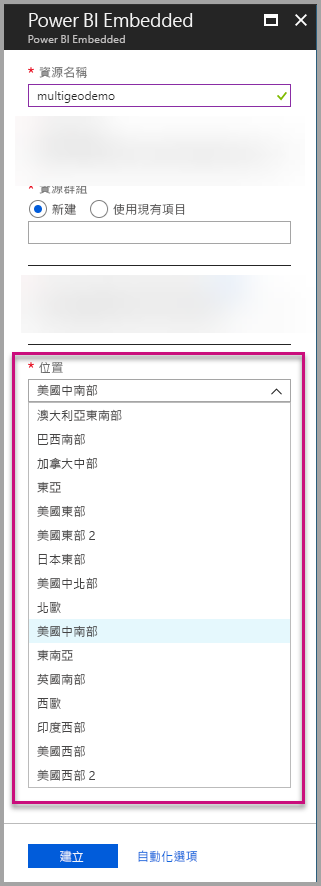 Power BI Embedded
Power BI Embedded
* 資源名稱
multigeodemo
* 資源群組
新建 使用現有項目
* 位置
美國中南部
澳大利亞東南部
巴西南部
加拿大中部
東亞
美國東部
美國東部 2
日本東部
美國中北部
北歐
美國中南部
東南亞
英國南部
西歐
印度西部
美國西部
美國西部 2
建立 自動化選項